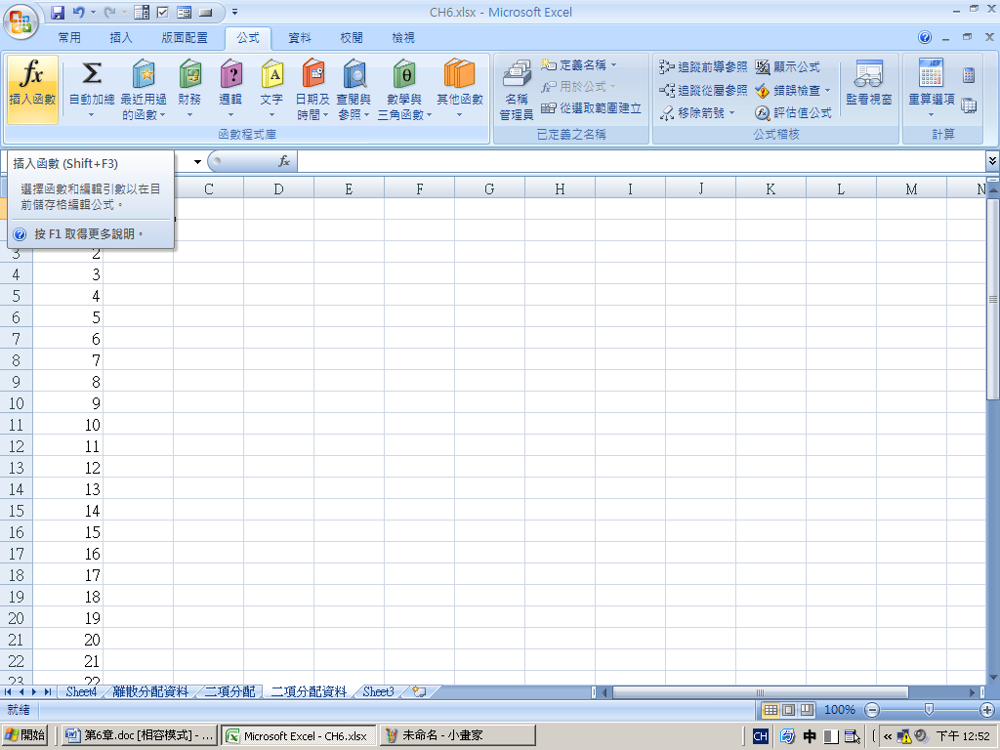 CH6.xlsx - Microsoft Excel
常用 插入 版面配置 公式 資料 校閱 檢視
fx 插入函數
Σ 自動加總
最近用過
的函數
財務
? 邏輯
A 文字
日期及
時間
查閱與
參照
θ 數學與
三角函數
其他函數
函數程式庫
名稱
管理員
定義名稱
用於公式
從選取範圍建立
已定義之名稱
追蹤前導參照
追蹤從屬參照
移除箭號
顯示公式
錯誤檢查
評估值公式
監看視窗
公式稽核
重算選項
計算
插入函數 (Shift+F3)
選擇函數和編輯引數以在目
前儲存格編輯公式。
按 F1 取得更多說明。
fx
C D E F G H I J K L M N
3 2
4 3
5 4
6 5
7 6
8 7
9 8
10 9
11 10
12 11
13 12
14 13
15 14
16 15
17 16
18 17
19 18
20 19
21 20
22 21
23 22
Sheet4 離散分配資料 二項分配 二項分配資料 Sheet3
就緒 100%
開始 第6章.doc [相容模式] - ... Microsoft Excel - CH6.xlsx 未命名 - 小畫家 CH 中 « 下午 12:52